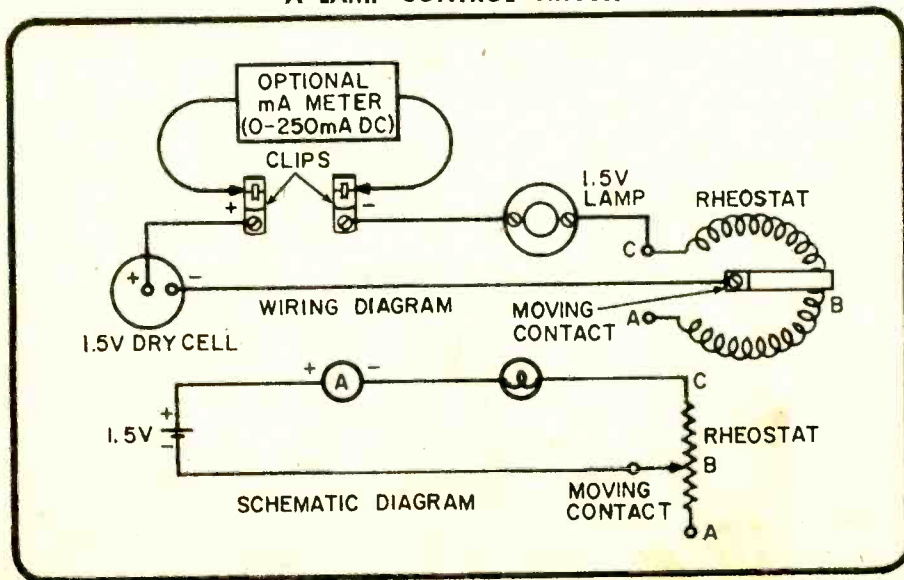 OPTIONAL
mA METER
(0-250mA DC)
CLIPS
+
-
1.5V
LAMP
RHEOSTAT
C
+
-
WIRING DIAGRAM
MOVING
CONTACT
A
B
1.5V DRY CELL
+
A
-
C
+
1.5V
-
RHEOSTAT
B
SCHEMATIC DIAGRAM
MOVING
CONTACT
A